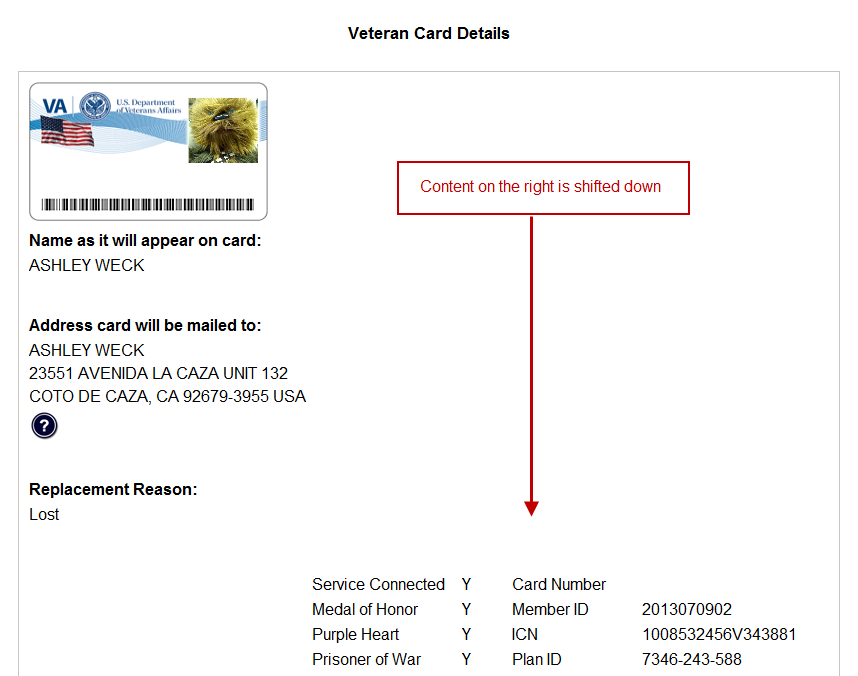 Veteran Card Details
VA
U.S. Department
of Veterans Affairs
Name as it will appear on card:
ASHLEY WECK
Content on the right is shifted down
Address card will be mailed to:
ASHLEY WECK
23551 AVENIDA LA CAZA UNIT 132
COTO DE CAZA, CA 92679-3955 USA
?
Replacement Reason:
Lost
Service Connected Y Card Number
Medal of Honor Y Member ID 2013070902
Purple Heart Y ICN 1008532456V343881
Prisoner of War Y Plan ID 7346-243-588